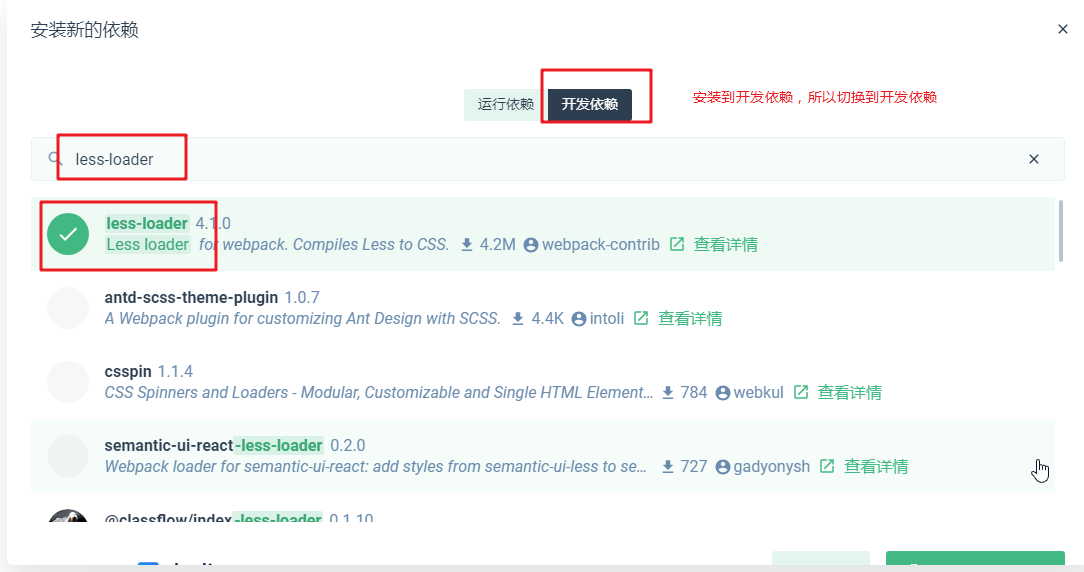 安装新的依赖
运行依赖 开发依赖 安装到开发依赖，所以切换到开发依赖
less-loader
less-loader 4.1.0
Less loader for webpack. Compiles Less to CSS. 4.2M webpack-contrib 查看详情
antd-scss-theme-plugin 1.0.7
A Webpack plugin for customizing Ant Design with SCSS. 4.4K intoli 查看详情
csspin 1.1.4
CSS Spinners and Loaders - Modular, Customizable and Single HTML Element... 784 webkul 查看详情
semantic-ui-react-less-loader 0.2.0
Webpack loader for semantic-ui-react: add styles from semantic-ui-less to se... 727 gadyonysh 查看详情
@classflow/index-less-loader 0.1.10